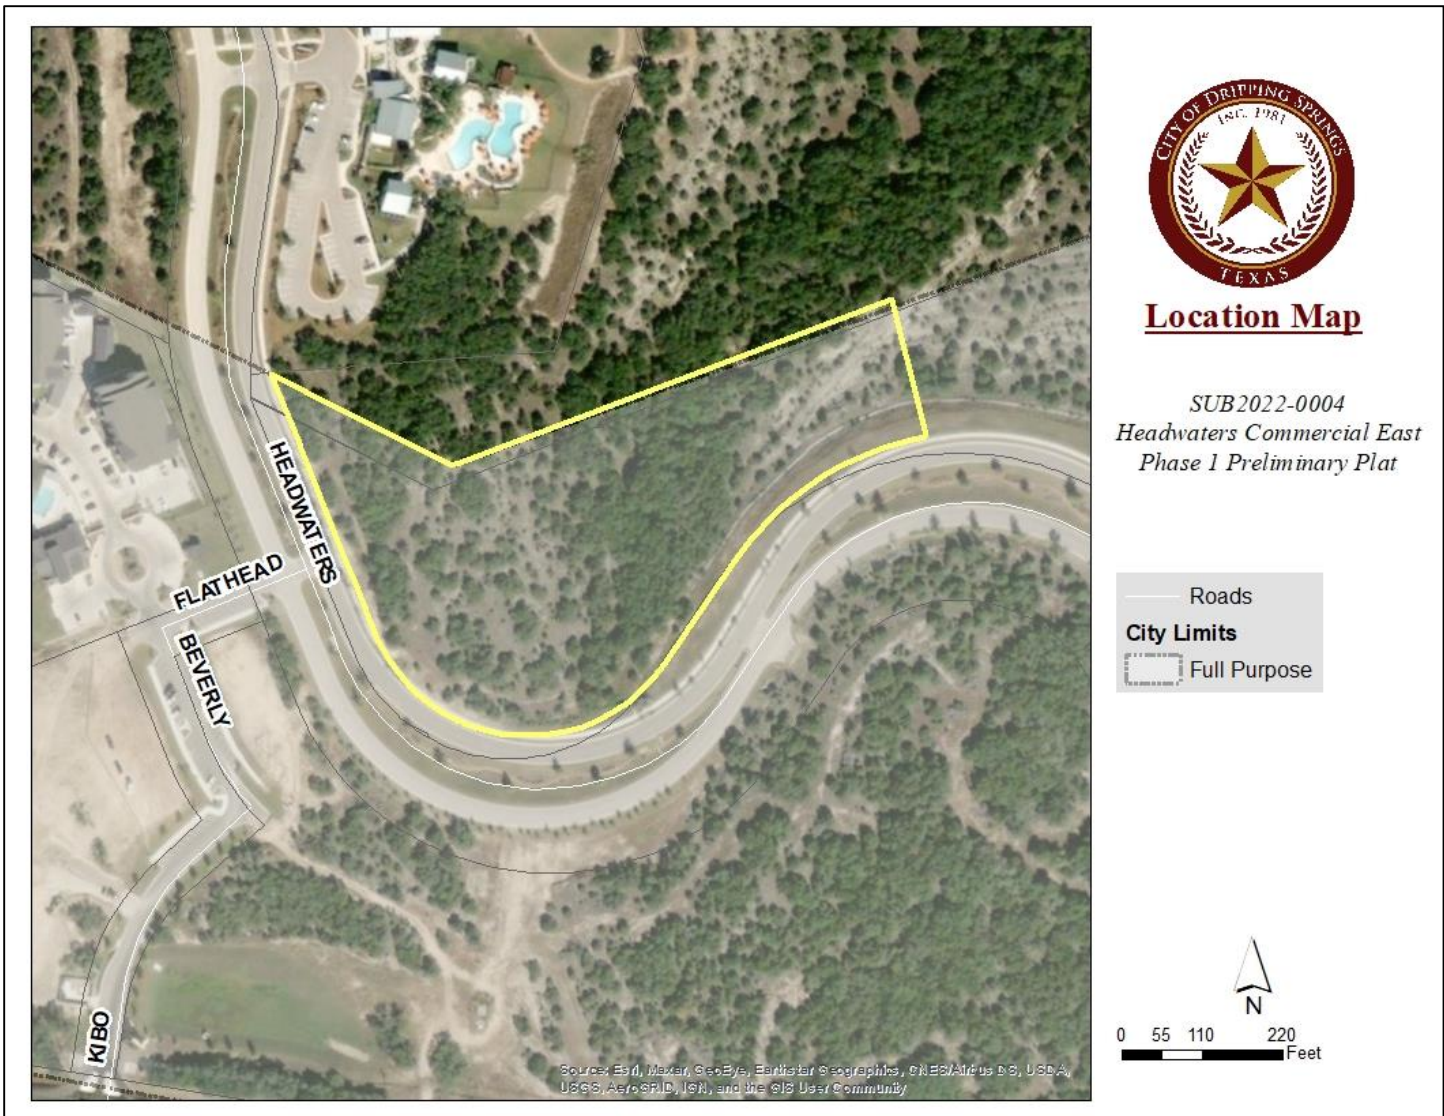 CITY OF DRIPPING SPRINGS
INC. 1981
TEXAS
Location Map
SUB2022-0004
Headwaters Commercial East
Phase 1 Preliminary Plat
HEADWATERS
FLATHEAD
BEVERLY
KIBO
Roads
City Limits
Full Purpose
N
0 55 110 220
Feet
Source: Esri, Maxar, GeoEye, Earthstar Geographics, CNES/Airbus DS, USDA,
USGS, AeroGRID, IGN, and the GIS User Community